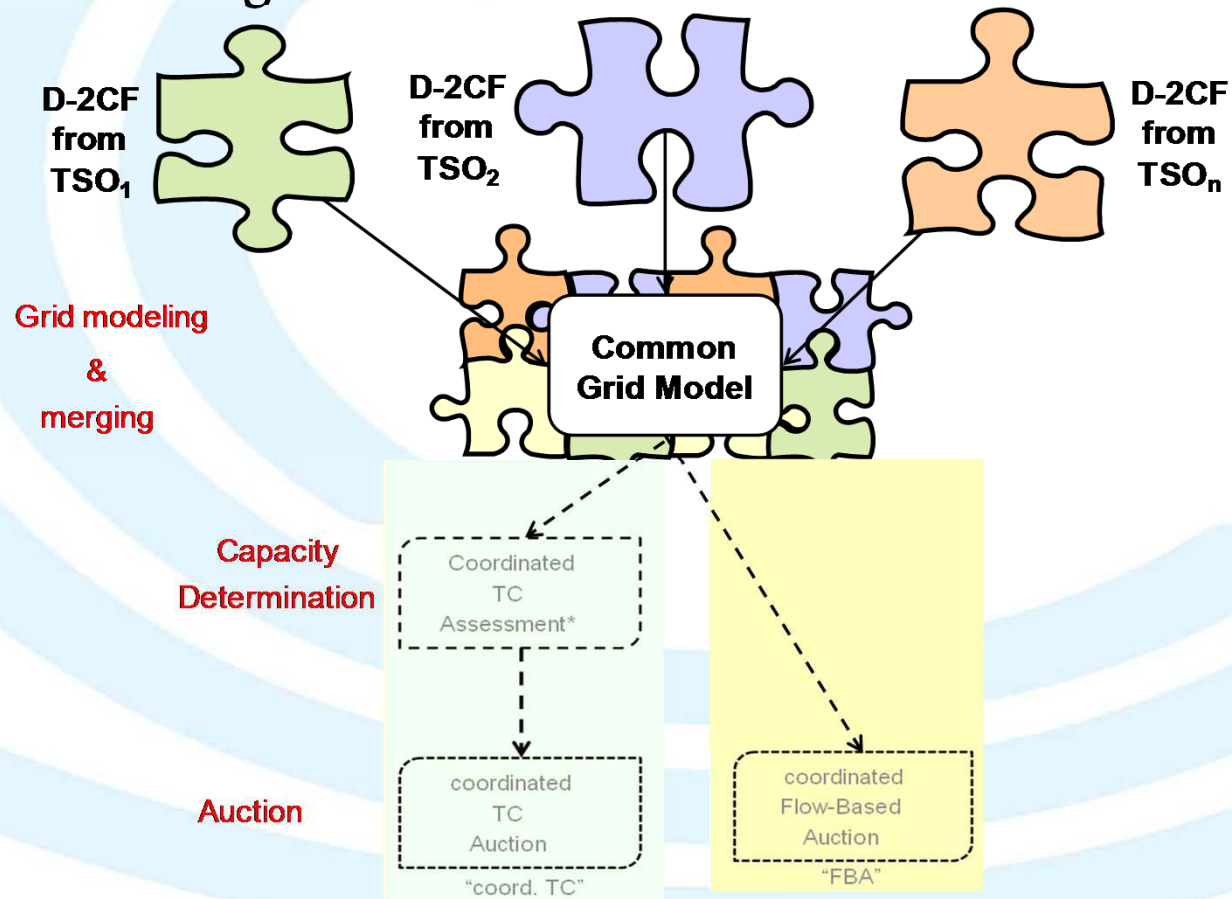 D-2CF
from
TSO₁
D-2CF
from
TSO₂
D-2CF
from
TSOₙ
Grid modeling
&
merging
Common
Grid Model
Capacity
Determination
Coordinated
TC
Assessment*
Auction
coordinated
TC
Auction
"coord. TC"
coordinated
Flow-Based
Auction
"FBA"